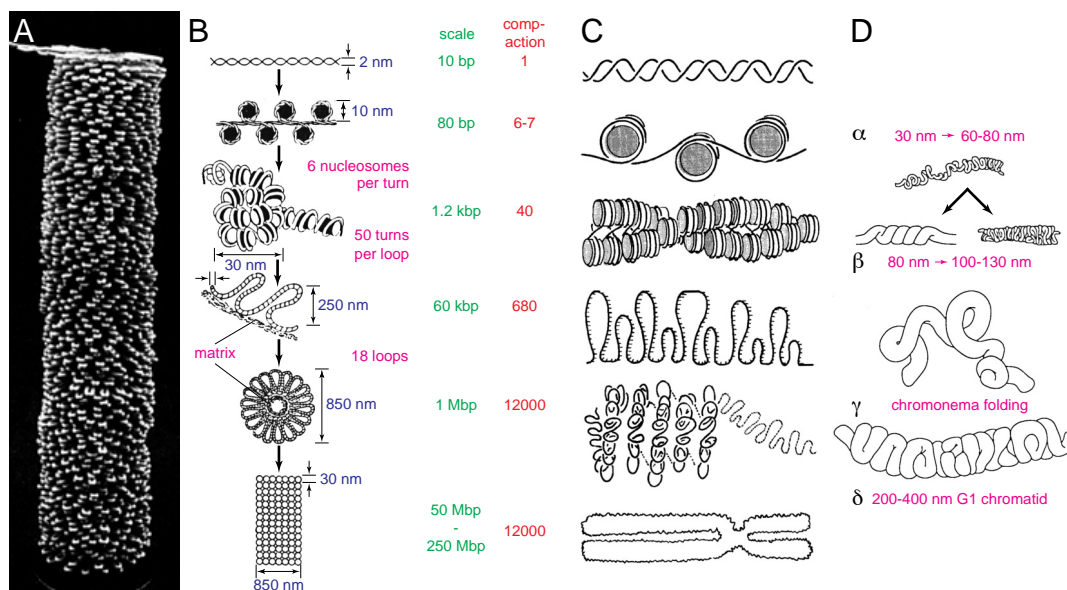 A
B
C
D
scale
comp-
action
2 nm
10 bp
1
10 nm
80 bp
6-7
6 nucleosomes
per turn
1.2 kbp
40
50 turns
per loop
30 nm
250 nm
60 kbp
680
matrix
18 loops
850 nm
1 Mbp
12000
30 nm
50 Mbp
-
250 Mbp
12000
850 nm
α
30 nm → 60-80 nm
β
80 nm → 100-130 nm
γ
chromonema folding
δ
200-400 nm G1 chromatid